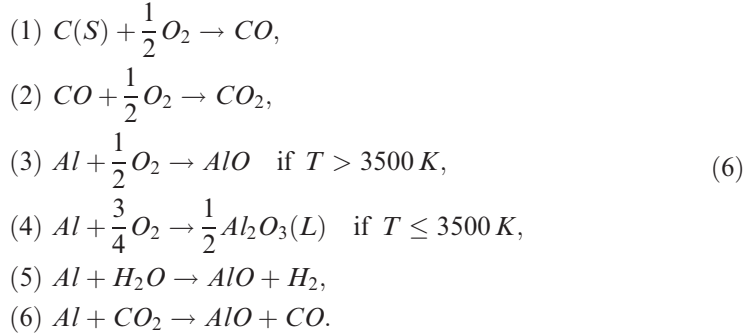 (1) C(S) + 1/2 O₂ → CO,
(2) CO + 1/2 O₂ → CO₂,
(3) Al + 1/2 O₂ → AlO if T > 3500 K,
(6)
(4) Al + 3/4 O₂ → 1/2 Al₂O₃(L) if T ≤ 3500 K,
(5) Al + H₂O → AlO + H₂,
(6) Al + CO₂ → AlO + CO.